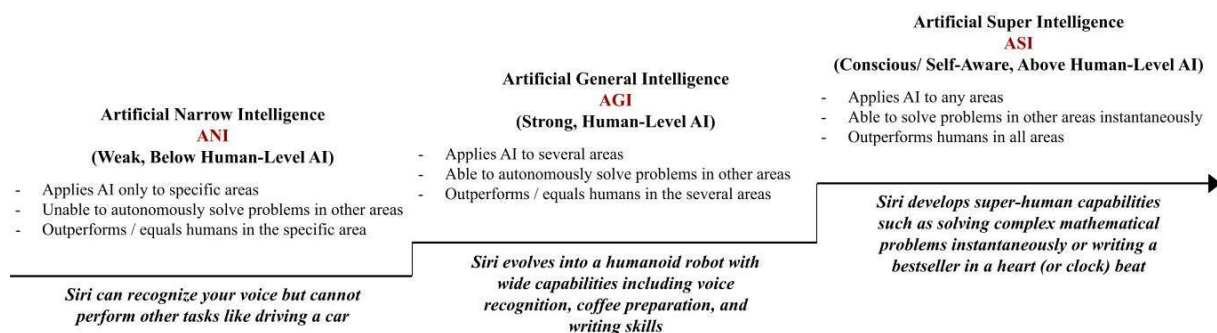 Artificial Narrow Intelligence
ANI
(Weak, Below Human-Level AI)
- Applies AI only to specific areas
- Unable to autonomously solve problems in other areas
- Outperforms / equals humans in the specific area
Siri can recognize your voice but cannot
perform other tasks like driving a car
Artificial General Intelligence
AGI
(Strong, Human-Level AI)
- Applies AI to several areas
- Able to autonomously solve problems in other areas
- Outperforms / equals humans in the several areas
Siri evolves into a humanoid robot with
wide capabilities including voice
recognition, coffee preparation, and
writing skills
Artificial Super Intelligence
ASI
(Conscious/ Self-Aware, Above Human-Level AI)
- Applies AI to any areas
- Able to solve problems in other areas instantaneously
- Outperforms humans in all areas
Siri develops super-human capabilities
such as solving complex mathematical
problems instantaneously or writing a
bestseller in a heart (or clock) beat